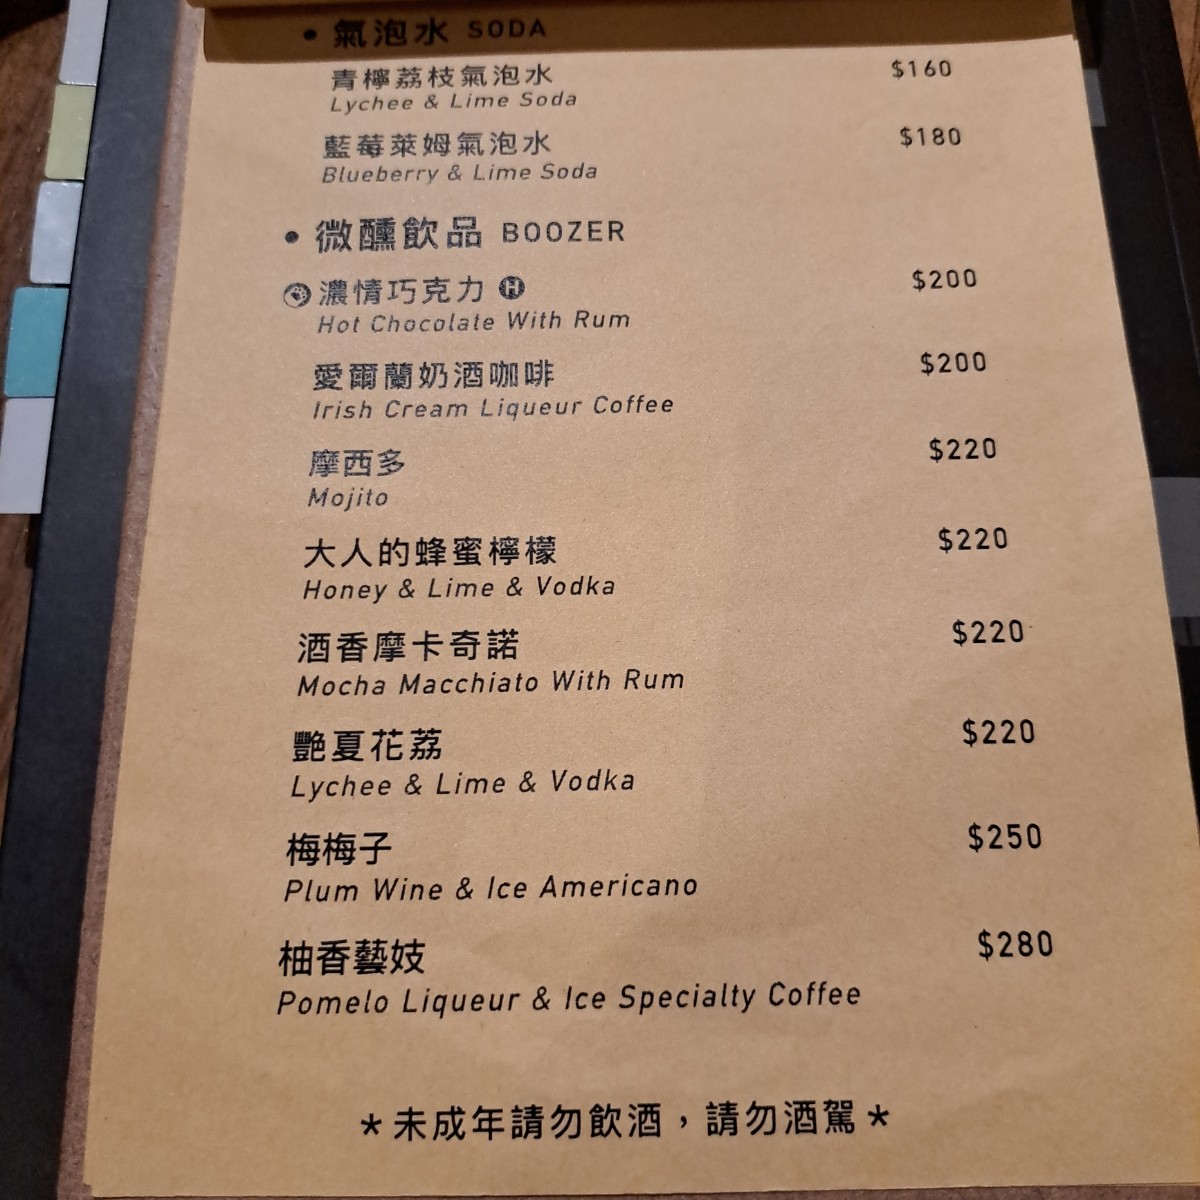 • 氣泡水 SODA
青檸荔枝氣泡水 $160
Lychee & Lime Soda
藍莓萊姆氣泡水 $180
Blueberry & Lime Soda
• 微醺飲品 BOOZER
濃情巧克力 H $200
Hot Chocolate With Rum
愛爾蘭奶酒咖啡 $200
Irish Cream Liqueur Coffee
摩西多 $220
Mojito
大人的蜂蜜檸檬 $220
Honey & Lime & Vodka
酒香摩卡奇諾 $220
Mocha Macchiato With Rum
艷夏花荔 $220
Lychee & Lime & Vodka
梅梅子 $250
Plum Wine & Ice Americano
柚香藝妓 $280
Pomelo Liqueur & Ice Specialty Coffee
*未成年請勿飲酒，請勿酒駕*